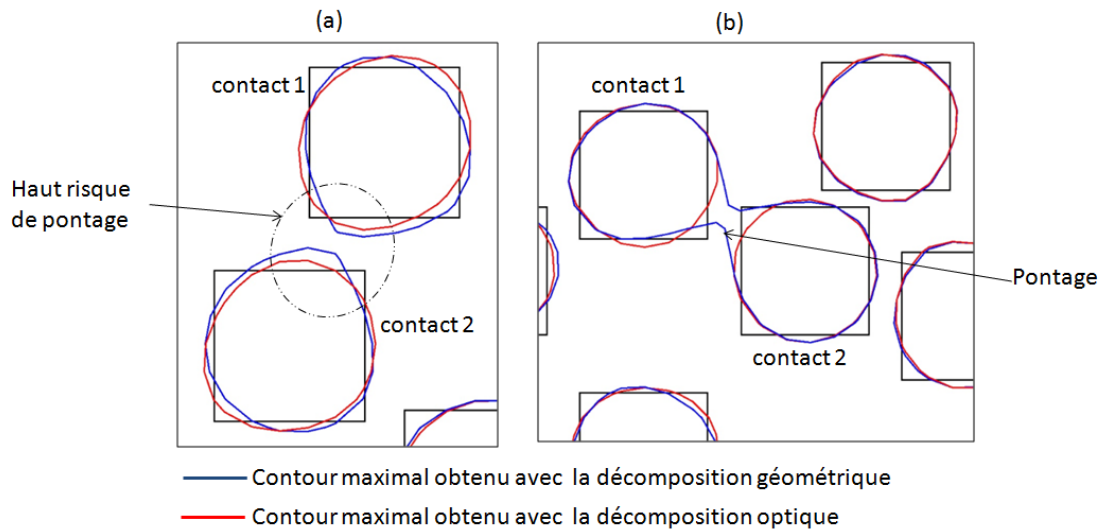 (a)
(b)
contact 1
contact 1
Haut risque
de pontage
Pontage
contact 2
contact 2
Contour maximal obtenu avec la décomposition géométrique
Contour maximal obtenu avec la décomposition optique